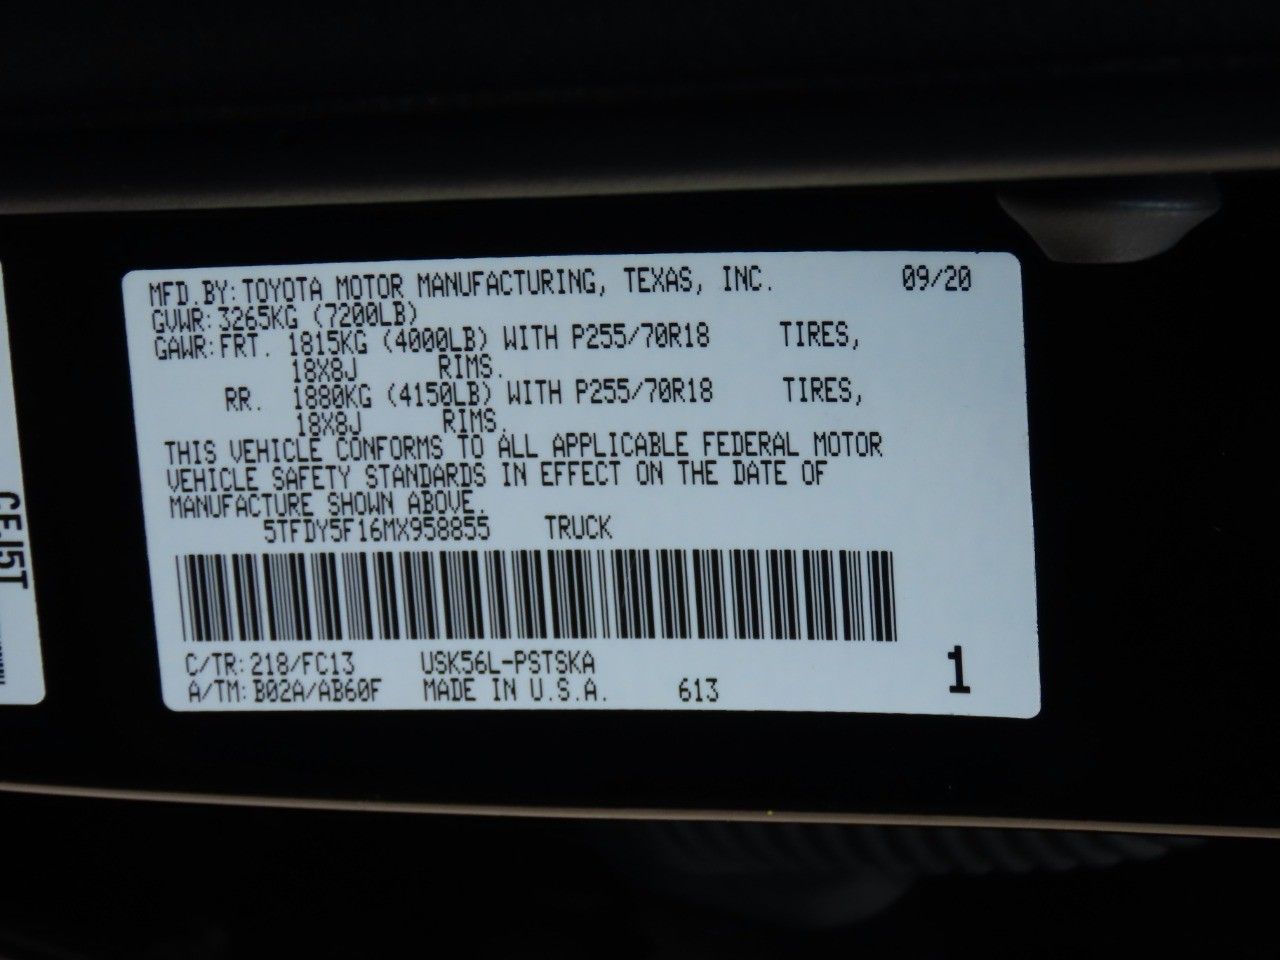 MFD.BY:TOYOTA MOTOR MANUFACTURING, TEXAS, INC. 09/20
GVWR:3265KG (7200LB)
GAWR:FRT. 1815KG (4000LB) WITH P255/70R18 TIRES,
18X8J RIMS.
RR. 1880KG (4150LB) WITH P255/70R18 TIRES,
18X8J RIMS.
THIS VEHICLE CONFORMS TO ALL APPLICABLE FEDERAL MOTOR
VEHICLE SAFETY STANDARDS IN EFFECT ON THE DATE OF
MANUFACTURE SHOWN ABOVE.
5TFDY5F16MX958855 TRUCK
C/TR:218/FC13 USK56L-PSTSKA
A/TM:B02A/AB60F MADE IN U.S.A. 613
1
CEJ5T